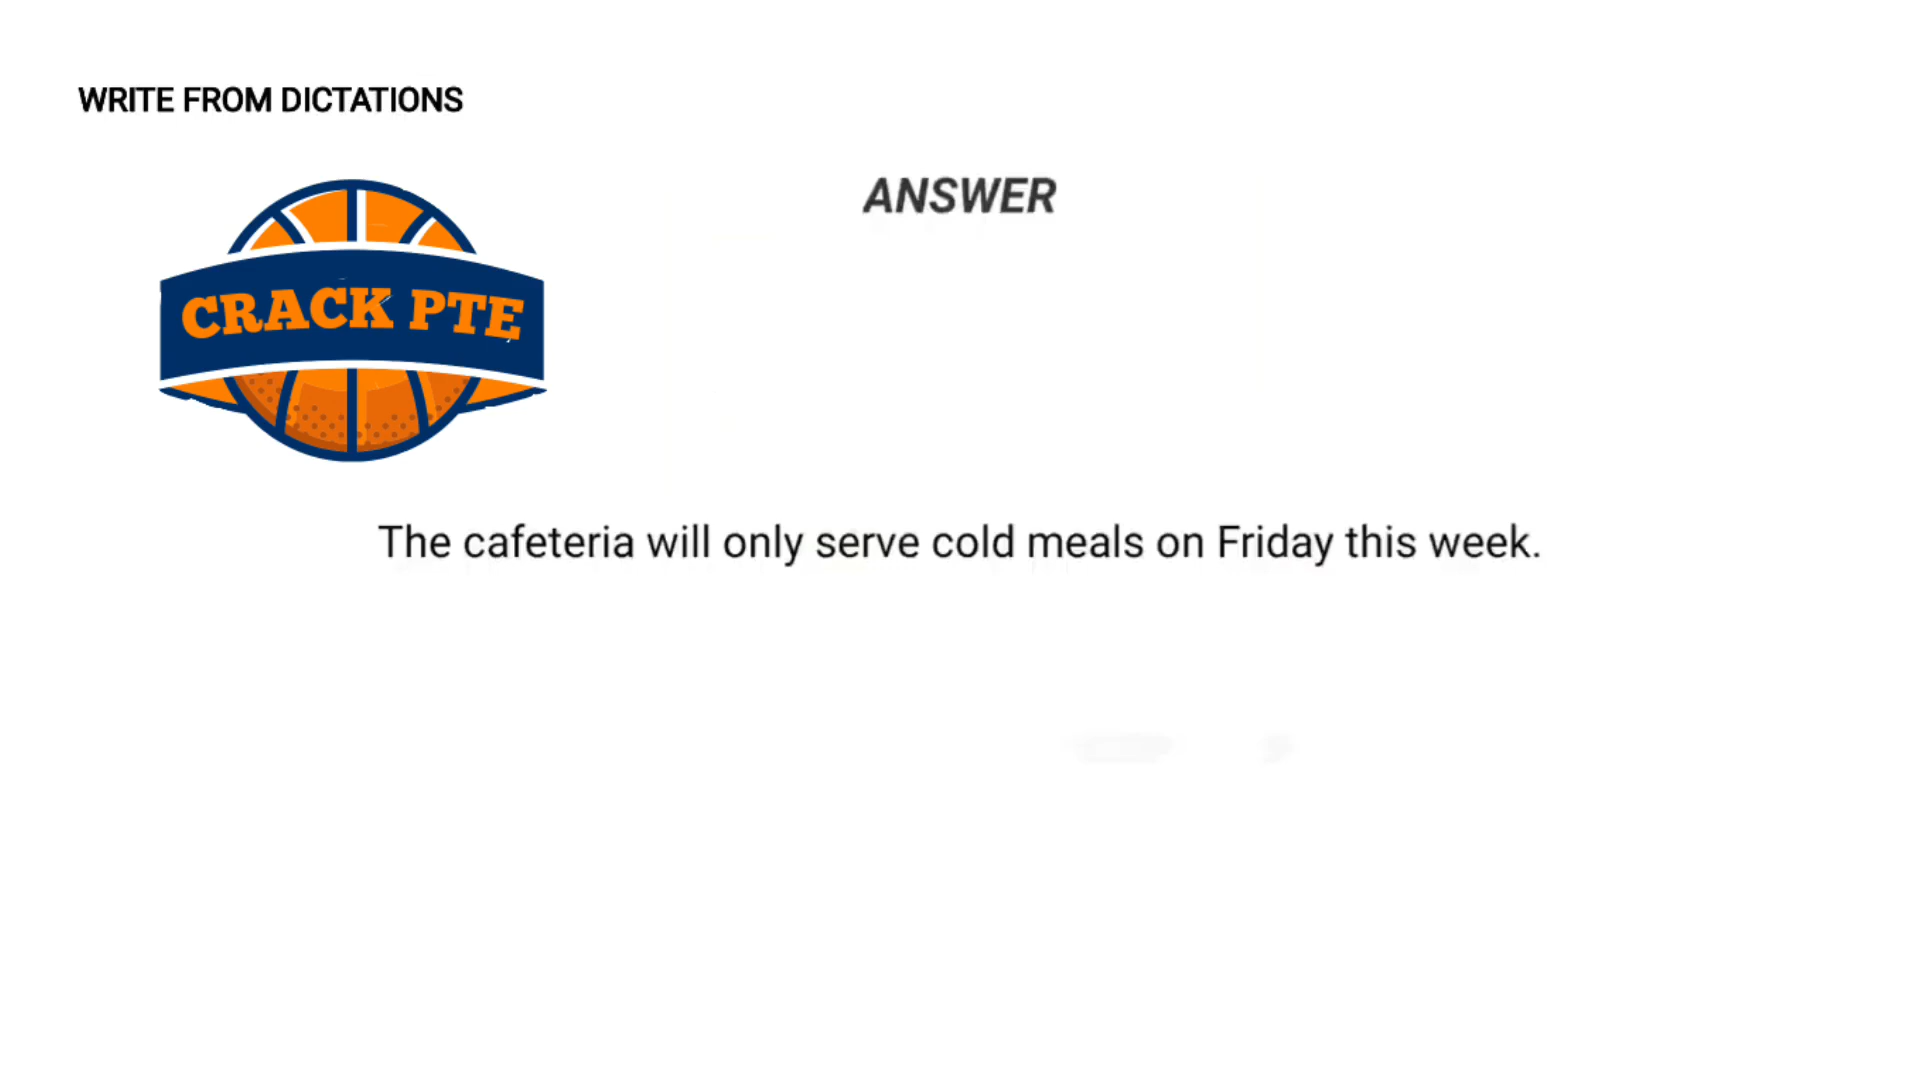 WRITE FROM DICTATIONS
ANSWER
CRACK PTE
The cafeteria will only serve cold meals on Friday this week.